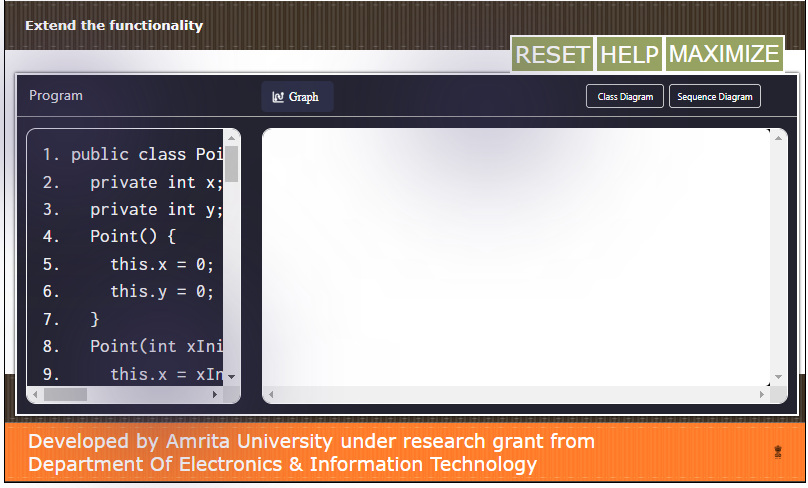 Extend the functionality
RESET HELP MAXIMIZE
Program
Graph
Class Diagram
Sequence Diagram
1. public class Poi
2. private int x;
3. private int y;
4. Point() {
5. this.x = 0;
6. this.y = 0;
7. }
8. Point(int xIni
9. this.x = xIn
Developed by Amrita University under research grant from
Department Of Electronics & Information Technology